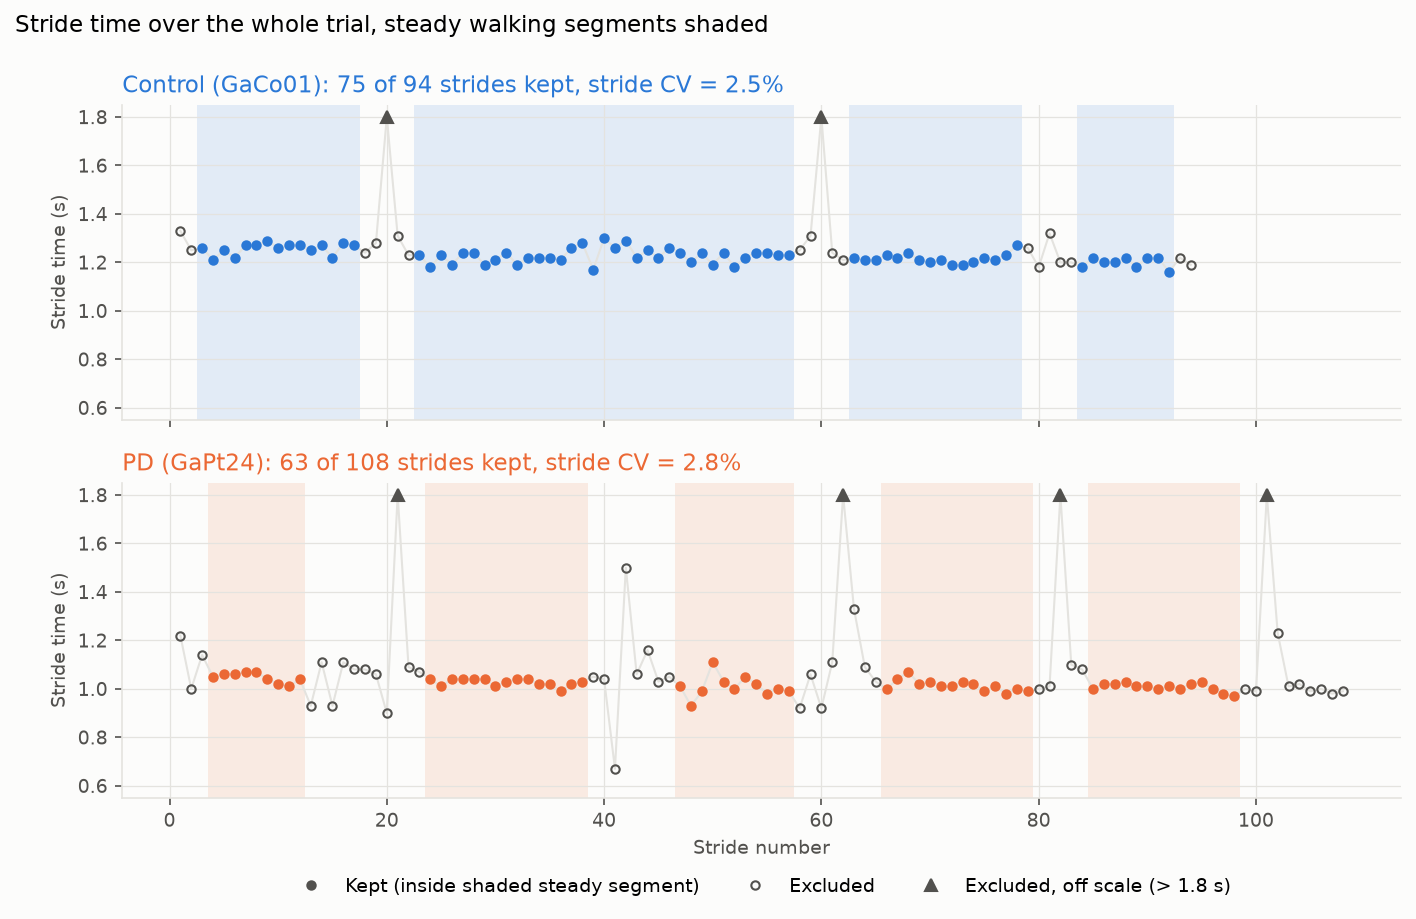 Stride time over the whole trial, steady walking segments shaded
Control (GaCo01): 75 of 94 strides kept, stride CV = 2.5%
1.8
1.6
1.4
1.2
1.0
0.8
0.6
Stride time (s)
PD (GaPt24): 63 of 108 strides kept, stride CV = 2.8%
1.8
1.6
1.4
1.2
1.0
0.8
0.6
Stride time (s)
0 20 40 60 80 100
Stride number
Kept (inside shaded steady segment) Excluded Excluded, off scale (> 1.8 s)